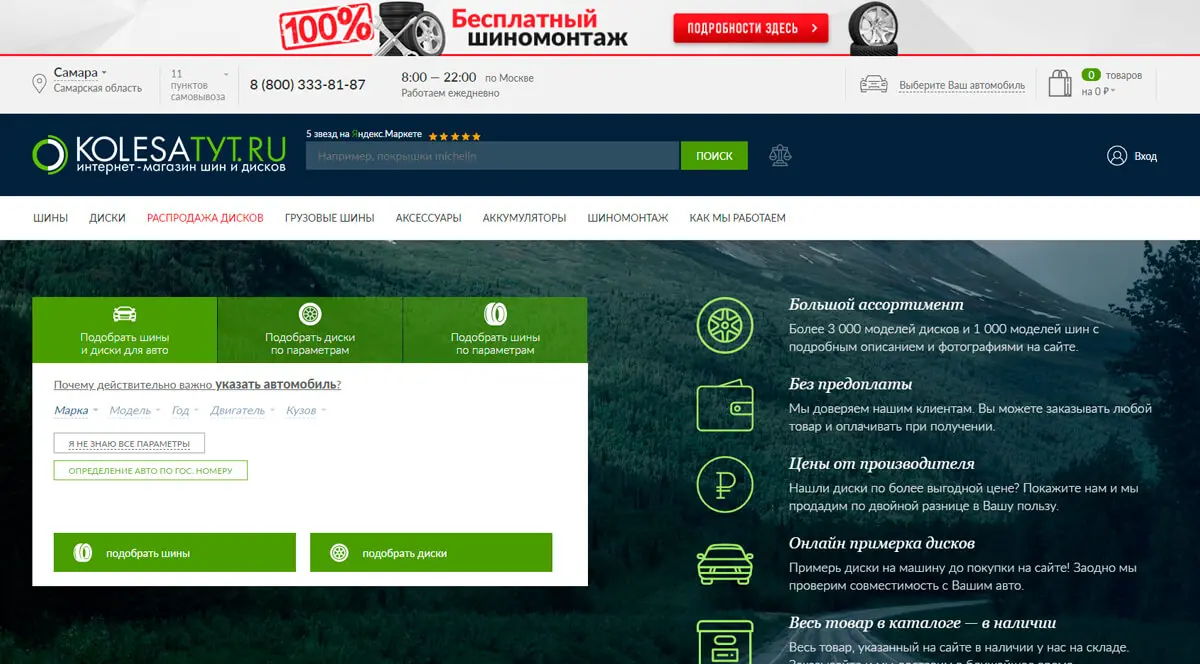 100%
Бесплатный
шиномонтаж
ПОДРОБНОСТИ ЗДЕСЬ
Самара
Самарская область
11
пунктов
самовывоза
8 (800) 333-81-87
8:00 — 22:00 по Москве
Работаем ежедневно
Выберите Ваш автомобиль
0 товаров
на 0 ₽
KOLESATYT.RU
интернет-магазин шин и дисков
5 звезд на Яндекс.Маркете
Например, покрышки michelin
ПОИСК
Вход
ШИНЫ ДИСКИ РАСПРОДАЖА ДИСКОВ ГРУЗОВЫЕ ШИНЫ АКСЕССУАРЫ АККУМУЛЯТОРЫ ШИНОМОНТАЖ КАК МЫ РАБОТАЕМ
Подобрать шины
и диски для авто
Подобрать диски
по параметрам
Подобрать шины
по параметрам
Почему действительно важно указать автомобиль?
Марка Модель Год Двигатель Кузов
Я НЕ ЗНАЮ ВСЕ ПАРАМЕТРЫ
ОПРЕДЕЛЕНИЕ АВТО ПО ГОС. НОМЕРУ
подобрать шины
подобрать диски
Большой ассортимент
Более 3 000 моделей дисков и 1 000 моделей шин с
подробным описанием и фотографиями на сайте.
Без предоплаты
Мы доверяем нашим клиентам. Вы можете заказывать любой
товар и оплачивать при получении.
Цены от производителя
Нашли диски по более выгодной цене? Покажите нам и мы
продадим по двойной разнице в Вашу пользу.
Онлайн примерка дисков
Примерь диски на машину до покупки на сайте! Заодно мы
проверим совместимость с Вашим авто.
Весь товар в каталоге — в наличии
Весь товар, указанный на сайте в наличии у нас на складе.